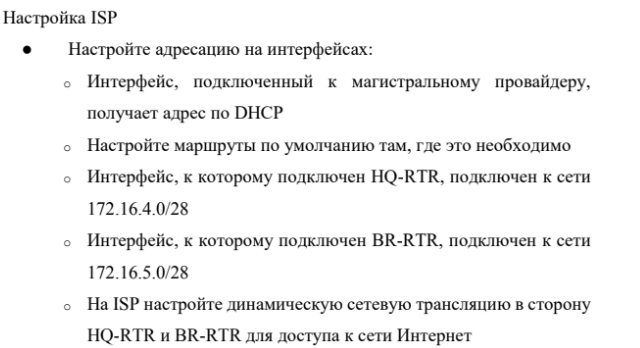 Настройка ISP
● Настройте адресацию на интерфейсах:
o Интерфейс, подключенный к магистральному провайдеру,
получает адрес по DHCP
o Настройте маршруты по умолчанию там, где это необходимо
o Интерфейс, к которому подключен HQ-RTR, подключен к сети
172.16.4.0/28
o Интерфейс, к которому подключен BR-RTR, подключен к сети
172.16.5.0/28
o На ISP настройте динамическую сетевую трансляцию в сторону
HQ-RTR и BR-RTR для доступа к сети Интернет